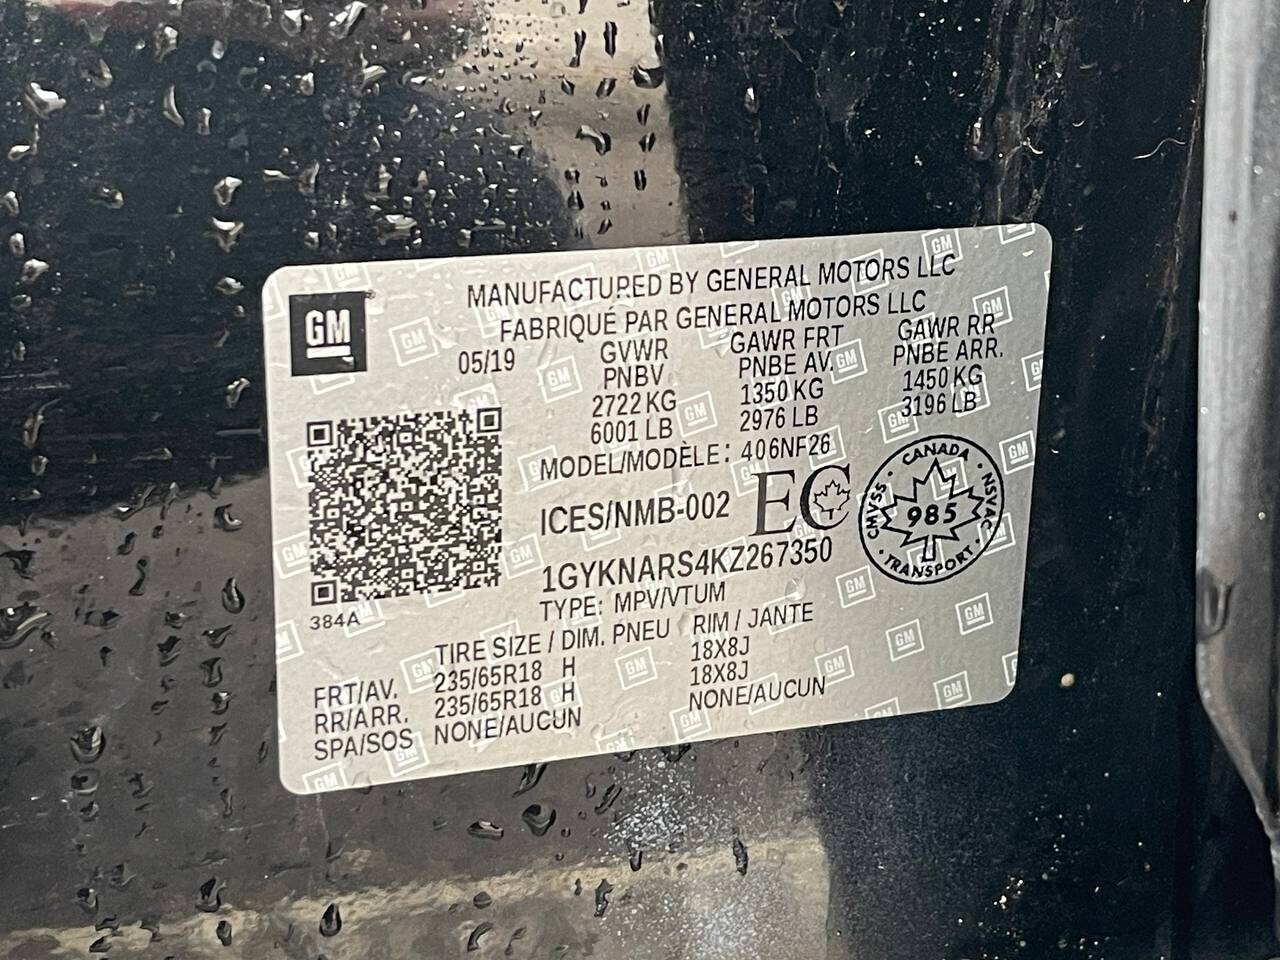 GM
MANUFACTURED BY GENERAL MOTORS LLC
FABRIQUÉ PAR GENERAL MOTORS LLC
05/19 GVWR GAWR FRT GAWR RR
PNBV PNBE AV. PNBE ARR.
2722 KG 1350 KG 1450 KG
6001 LB 2976 LB 3196 LB
MODEL/MODÈLE: 406NF26
ICES/NMB-002 EC
CANADA
CMVSS 985 NSVAC
TRANSPORT
1GYKNARS4KZ267350
384A
TYPE: MPV/VTUM
TIRE SIZE / DIM. PNEU RIM / JANTE
FRT/AV. 235/65R18 H 18X8J
RR/ARR. 235/65R18 H 18X8J
SPA/SOS NONE/AUCUN NONE/AUCUN